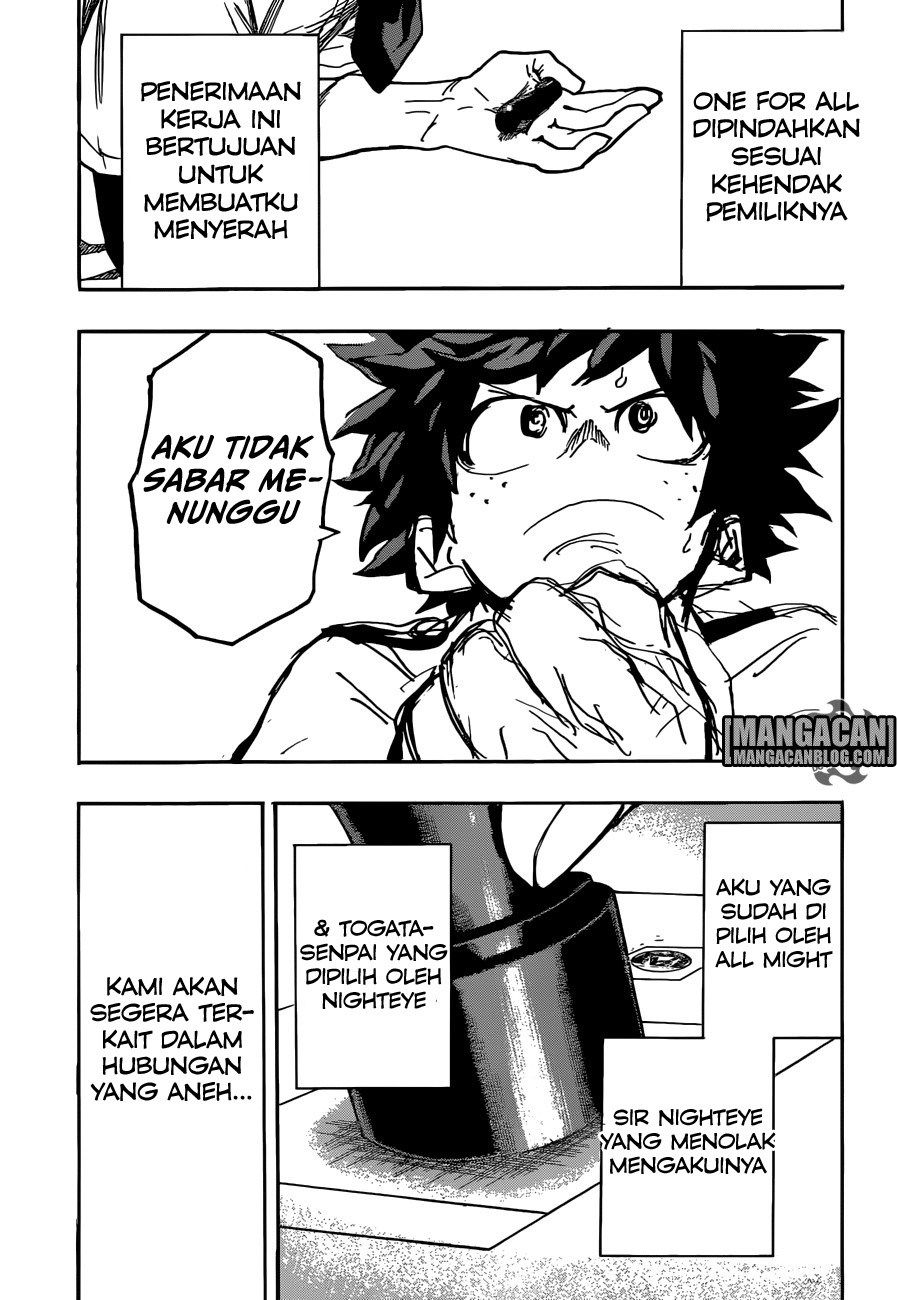 ONE FOR ALL
DIPINDAHKAN
SESUAI
KEHENDAK
PEMILIKNYA
PENERIMAAN
KERJA INI
BERTUJUAN
UNTUK
MEMBUATKU
MENYERAH
AKU TIDAK
SABAR ME-
NUNGGU
MANGACAN
MANGACANBLOG.COM
AKU YANG
SUDAH DI
PILIH OLEH
ALL MIGHT
SIR NIGHTEYE
YANG MENOLAK
MENGAKUINYA
& TOGATA-
SENPAI YANG
DIPILIH OLEH
NIGHTEYE
KAMI AKAN
SEGERA TER-
KAIT DALAM
HUBUNGAN
YANG ANEH...